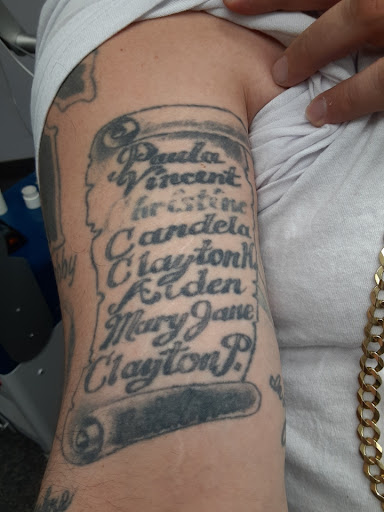 Paula
Vincent
Christine
Candela
Clayton H
Aiden
Mary Jane
Clayton P.